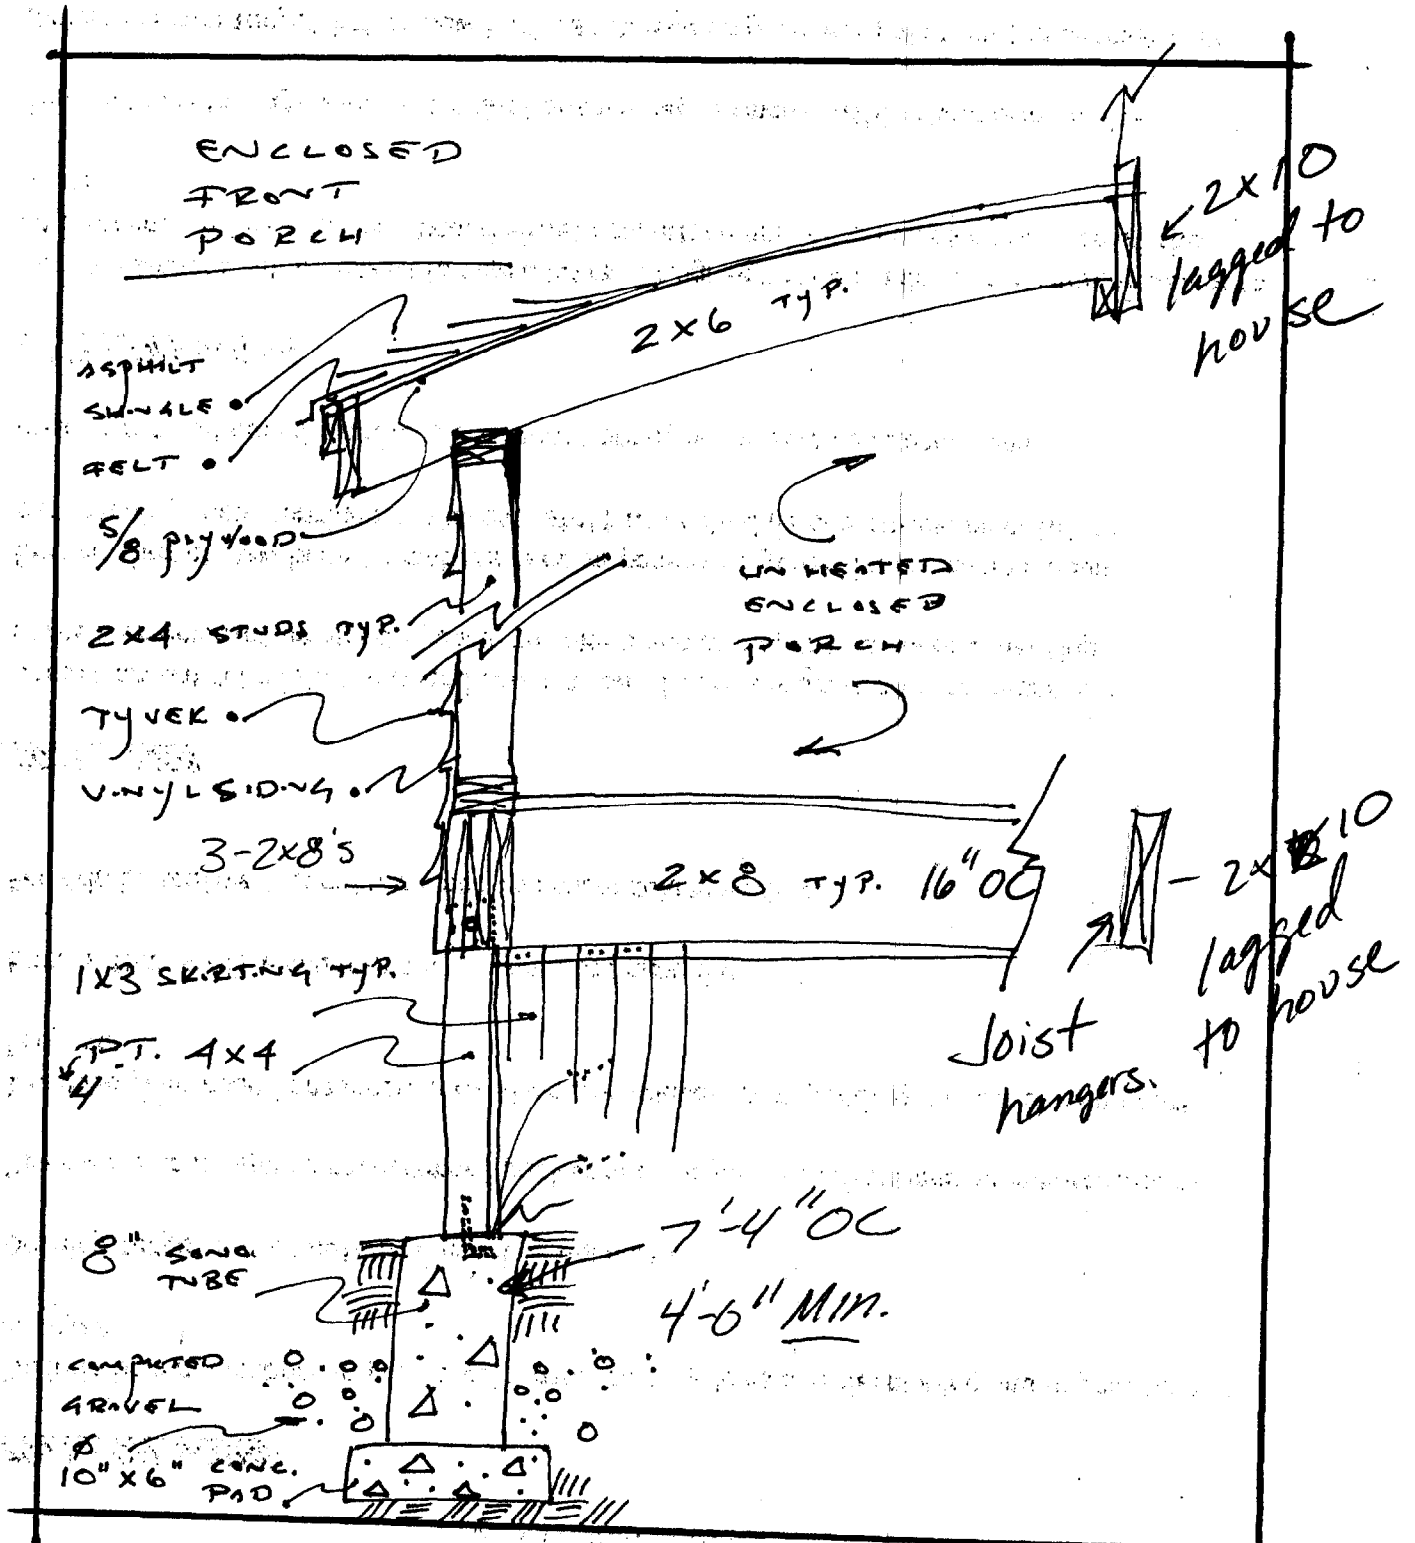 ENCLOSED
FRONT
PORCH
2x10
lagged to
house
2x6 TYP.
ASPHALT
SHINGLE
FELT
5/8 PLYWOOD
UNHEATED
ENCLOSED
PORCH
2x4 STUDS TYP.
TYVEK
VINYL SIDING
3-2x8's
2x8 TYP. 16" OC
2x10
lagged
to house
1x3 SKIRTING TYP.
Joist
hangers.
P.T. 4x4
4
7'-4" OC
8" SONO
TUBE
4'-0" MIN.
COMPACTED
GRAVEL
10" x 6" CONC.
PAD